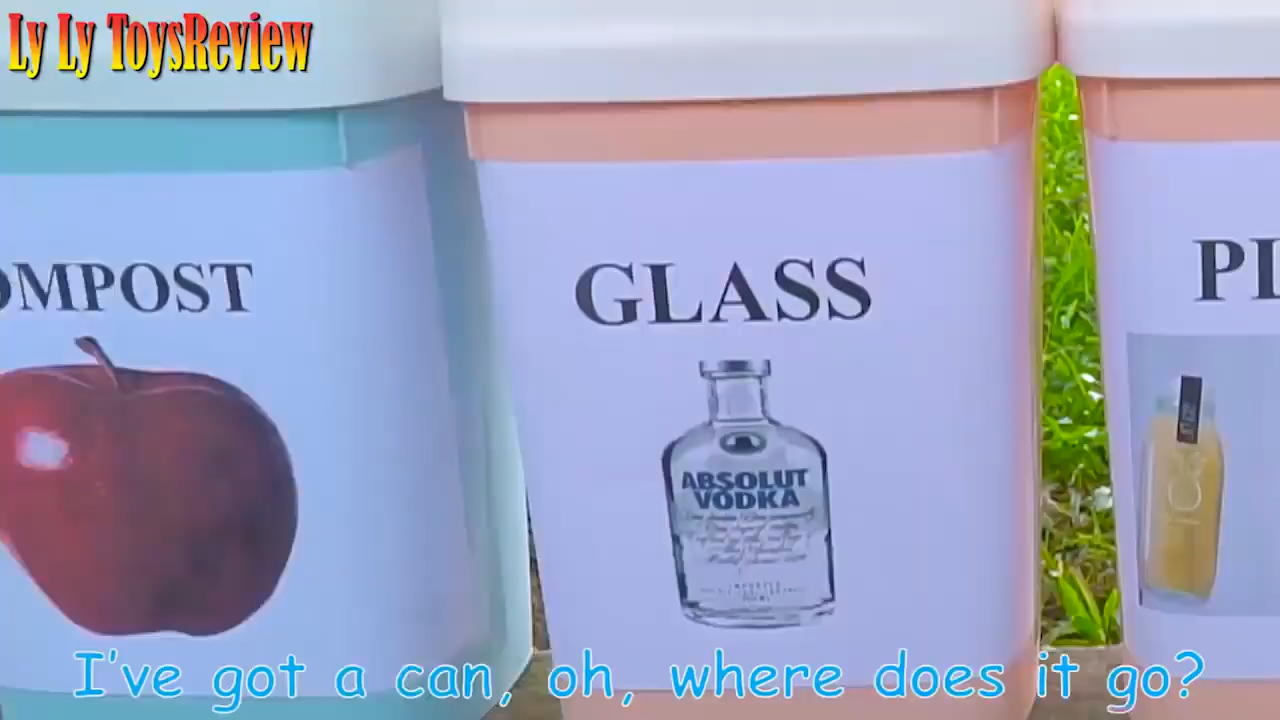 Ly Ly ToysReview
OMPOST
GLASS
PL
ABSOLUT
VODKA
I've got a can, oh, where does it go?